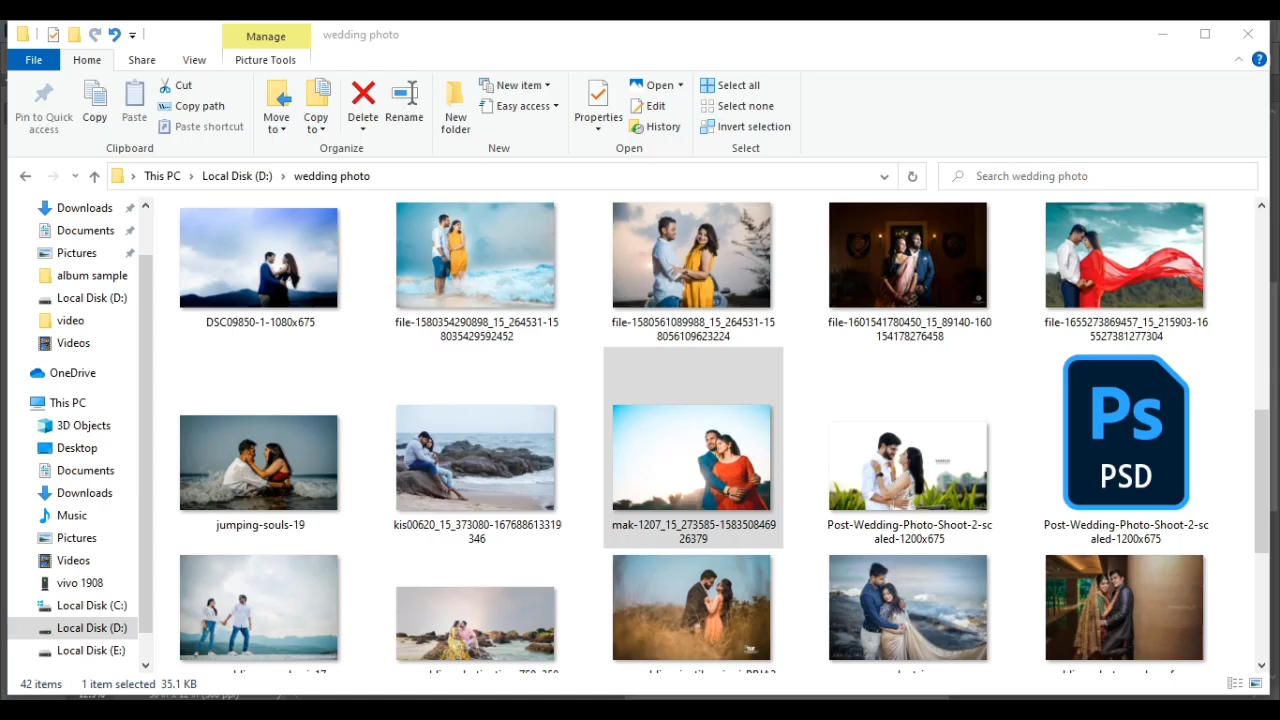 Manage
wedding photo
File
Home
Share
View
Picture Tools
Pin to Quick access
Copy
Paste
Cut
Copy path
Paste shortcut
Clipboard
Move to
Copy to
Delete
Rename
Organize
New folder
New item
Easy access
New
Properties
Open
Edit
History
Open
Select all
Select none
Invert selection
Select
This PC
Local Disk (D:)
wedding photo
Search wedding photo
Downloads
Documents
Pictures
album sample
Local Disk (D:)
video
Videos
OneDrive
This PC
3D Objects
Desktop
Documents
Downloads
Music
Pictures
Videos
vivo 1908
Local Disk (C:)
Local Disk (D:)
Local Disk (E:)
DSC09850-1-1080x675
file-1580354290898_15_264531-15
8035429592452
file-1580561089988_15_264531-15
8056109623224
file-1601541780450_15_89140-160
154178276458
file-1655273869457_15_215903-16
5527381277304
jumping-souls-19
kis00620_15_373080-167688613319
346
mak-1207_15_273585-1583508469
26379
Post-Wedding-Photo-Shoot-2-sc
aled-1200x675
Ps
PSD
Post-Wedding-Photo-Shoot-2-sc
aled-1200x675
42 items
1 item selected
35.1 KB